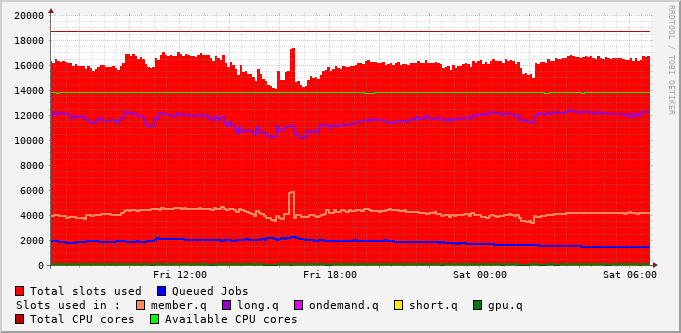 20000
18000
16000
14000
12000
10000
8000
6000
4000
2000
0
Fri 12:00 Fri 18:00 Sat 00:00 Sat 06:00
RRDTOOL / TOBI OETIKER
Total slots used Queued Jobs
Slots used in : member.q long.q ondemand.q short.q gpu.q
Total CPU cores Available CPU cores